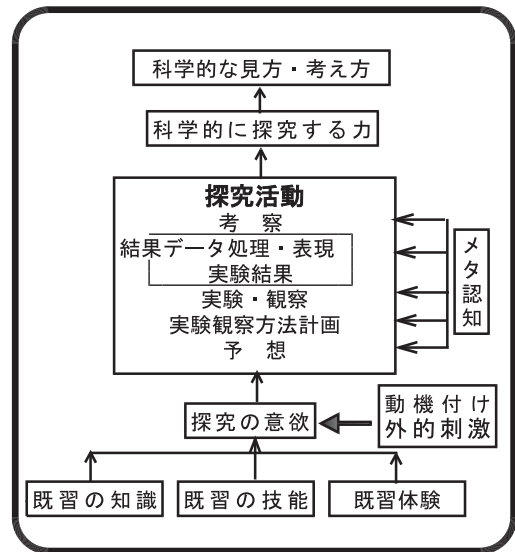 科学的な見方・考え方
科学的に探究する力
探究活動
考 察
結果データ処理・表現
実験結果
実験・観察
実験観察方法計画
予 想
メタ認知
探究の意欲
動機付け
外的刺激
既習の知識
既習の技能
既習体験